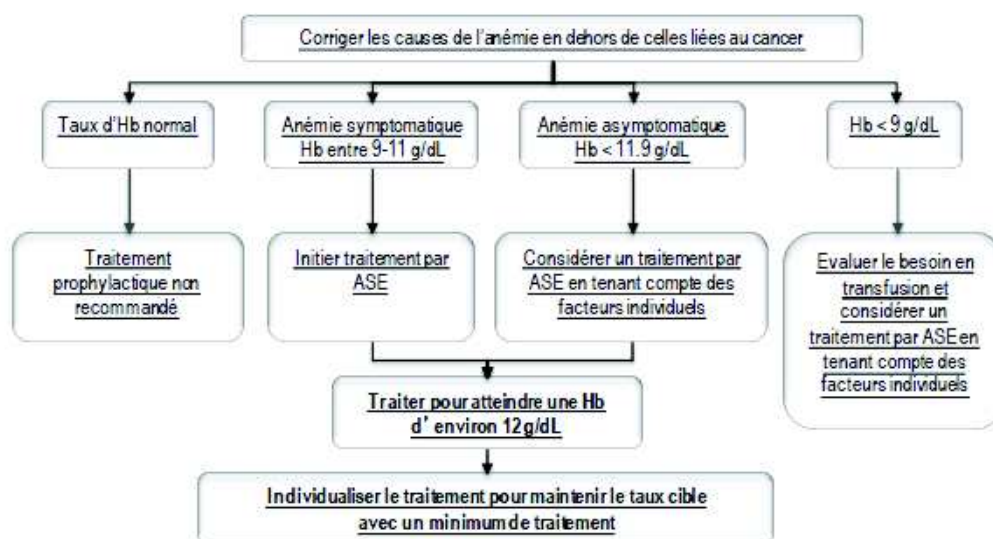 Corriger les causes de l'anémie en dehors de celles liées au cancer
Taux d'Hb normal
Anémie symptomatique
Hb entre 9-11 g/dL
Anémie asymptomatique
Hb < 11.9 g/dL
Hb < 9 g/dL
Traitement
prophylactique non
recommandé
Initier traitement par
ASE
Considérer un traitement par
ASE en tenant compte des
facteurs individuels
Evaluer le besoin en
transfusion et
considérer un
traitement par ASE en
tenant compte des
facteurs individuels
Traiter pour atteindre une Hb
d' environ 12g/dL
Individualiser le traitement pour maintenir le taux cible
avec un minimum de traitement